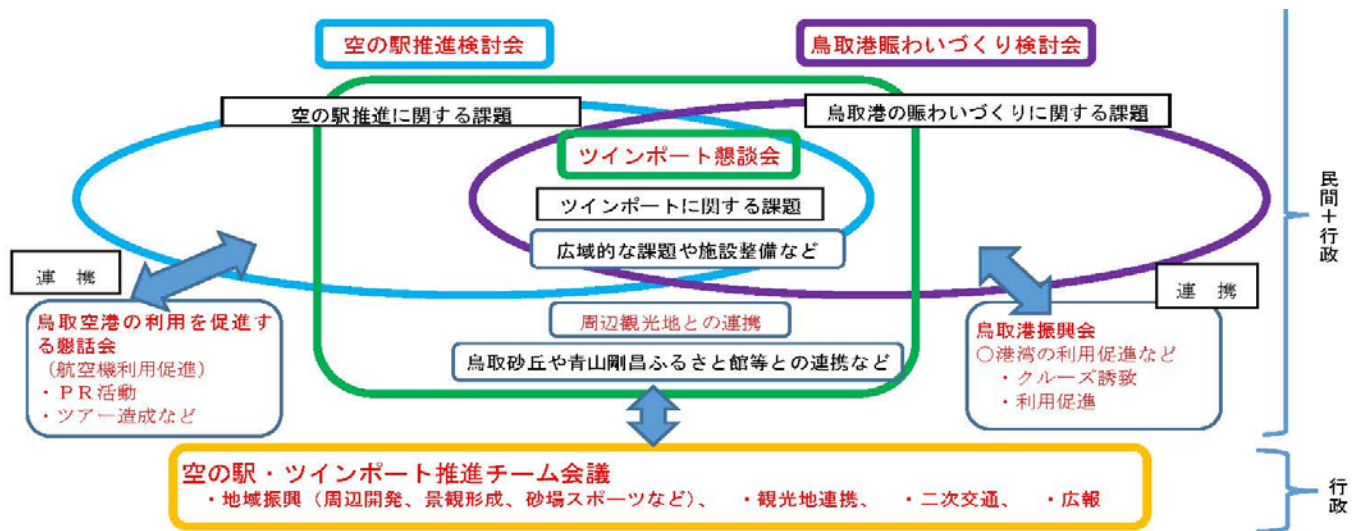 空の駅推進検討会
鳥取港賑わいづくり検討会
空の駅推進に関する課題
鳥取港の賑わいづくりに関する課題
ツインポート懇談会
ツインポートに関する課題
広域的な課題や施設整備など
連　携
連　携
鳥取空港の利用を促進す
る懇話会
（航空機利用促進）
・ＰＲ活動
・ツアー造成など
周辺観光地との連携
鳥取砂丘や青山剛昌ふるさと館等との連携など
鳥取港振興会
○港湾の利用促進など
・クルーズ誘致
・利用促進
民間＋行政
空の駅・ツインポート推進チーム会議
・地域振興（周辺開発、景観形成、砂場スポーツなど）、　・観光地連携、　・二次交通、　・広報
行政